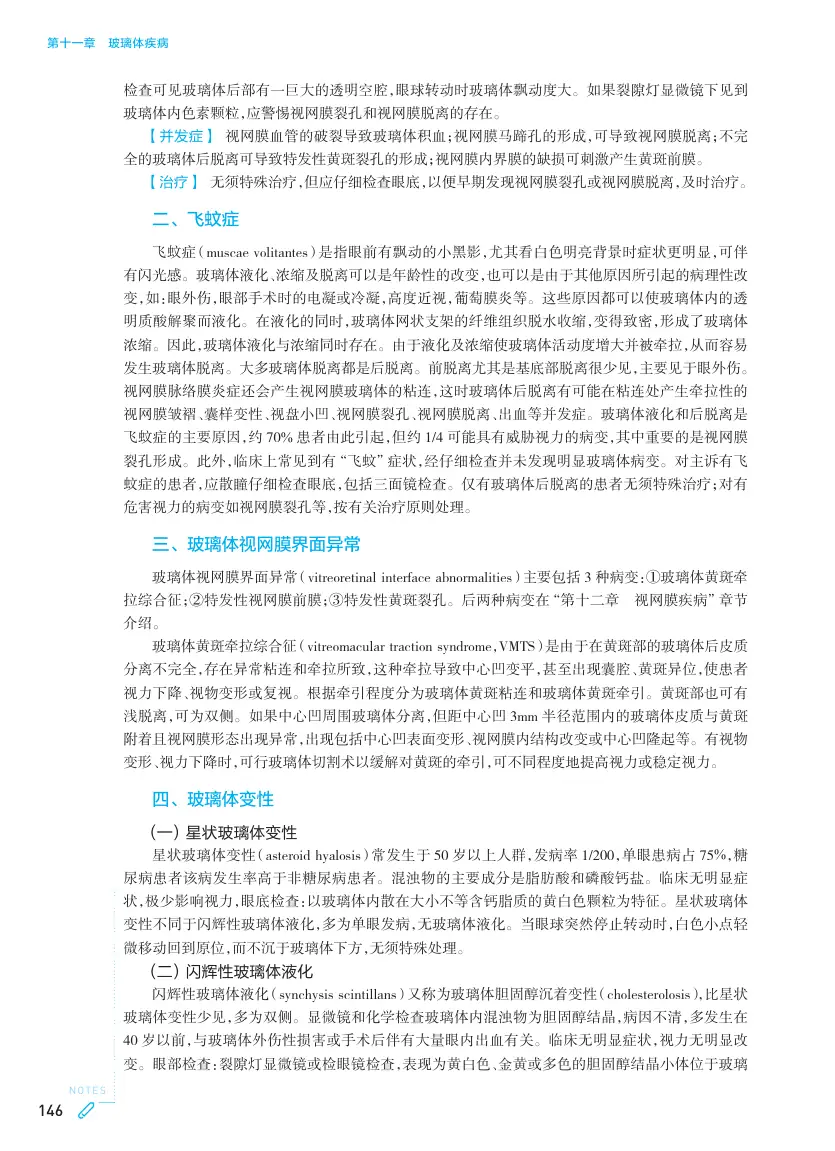 第十一章　玻璃体疾病
检查可见玻璃体后部有一巨大的透明空腔,眼球转动时玻璃体飘动度大。如果裂隙灯显微镜下见到
玻璃体内色素颗粒,应警惕视网膜裂孔和视网膜脱离的存在。
【并发症】 视网膜血管的破裂导致玻璃体积血;视网膜马蹄孔的形成,可导致视网膜脱离;不完
全的玻璃体后脱离可导致特发性黄斑裂孔的形成;视网膜内界膜的缺损可刺激产生黄斑前膜。
【治疗】 无须特殊治疗,但应仔细检查眼底,以便早期发现视网膜裂孔或视网膜脱离,及时治疗。
二、飞蚊症
飞蚊症(muscae volitantes)是指眼前有飘动的小黑影,尤其看白色明亮背景时症状更明显,可伴
有闪光感。玻璃体液化、浓缩及脱离可以是年龄性的改变,也可以是由于其他原因所引起的病理性改
变,如:眼外伤,眼部手术时的电凝或冷凝,高度近视,葡萄膜炎等。这些原因都可以使玻璃体内的透
明质酸解聚而液化。在液化的同时,玻璃体网状支架的纤维组织脱水收缩,变得致密,形成了玻璃体
浓缩。因此,玻璃体液化与浓缩同时存在。由于液化及浓缩使玻璃体活动度增大并被牵拉,从而容易
发生玻璃体脱离。大多玻璃体脱离都是后脱离。前脱离尤其是基底部脱离很少见,主要见于眼外伤。
视网膜脉络膜炎症还会产生视网膜玻璃体的粘连,这时玻璃体后脱离有可能在粘连处产生牵拉性的
视网膜皱褶、囊样变性、视盘小凹、视网膜裂孔、视网膜脱离、出血等并发症。玻璃体液化和后脱离是
飞蚊症的主要原因,约 70% 患者由此引起,但约 1/4 可能具有威胁视力的病变,其中重要的是视网膜
裂孔形成。此外,临床上常见到有“飞蚊”症状,经仔细检查并未发现明显玻璃体病变。对主诉有飞
蚊症的患者,应散瞳仔细检查眼底,包括三面镜检查。仅有玻璃体后脱离的患者无须特殊治疗;对有
危害视力的病变如视网膜裂孔等,按有关治疗原则处理。
三、玻璃体视网膜界面异常
玻璃体视网膜界面异常(vitreoretinal interface abnormalities)主要包括 3 种病变:①玻璃体黄斑牵
拉综合征;②特发性视网膜前膜;③特发性黄斑裂孔。后两种病变在“第十二章　视网膜疾病”章节
介绍。
玻璃体黄斑牵拉综合征(vitreomacular traction syndrome,VMTS)是由于在黄斑部的玻璃体后皮质
分离不完全,存在异常粘连和牵拉所致,这种牵拉导致中心凹变平,甚至出现囊腔、黄斑异位,使患者
视力下降、视物变形或复视。根据牵引程度分为玻璃体黄斑粘连和玻璃体黄斑牵引。黄斑部也可有
浅脱离,可为双侧。如果中心凹周围玻璃体分离,但距中心凹 3mm 半径范围内的玻璃体皮质与黄斑
附着且视网膜形态出现异常,出现包括中心凹表面变形、视网膜内结构改变或中心凹隆起等。有视物
变形、视力下降时,可行玻璃体切割术以缓解对黄斑的牵引,可不同程度地提高视力或稳定视力。
四、玻璃体变性
(一)星状玻璃体变性
星状玻璃体变性(asteroid hyalosis)常发生于 50 岁以上人群,发病率 1/200,单眼患病占 75%,糖
尿病患者该病发生率高于非糖尿病患者。混浊物的主要成分是脂肪酸和磷酸钙盐。临床无明显症
状,极少影响视力,眼底检查:以玻璃体内散在大小不等含钙脂质的黄白色颗粒为特征。星状玻璃体
变性不同于闪辉性玻璃体液化,多为单眼发病,无玻璃体液化。当眼球突然停止转动时,白色小点轻
微移动回到原位,而不沉于玻璃体下方,无须特殊处理。
(二)闪辉性玻璃体液化
闪辉性玻璃体液化(synchysis scintillans)又称为玻璃体胆固醇沉着变性(cholesterolosis),比星状
玻璃体变性少见,多为双侧。显微镜和化学检查玻璃体内混浊物为胆固醇结晶,病因不清,多发生在
40 岁以前,与玻璃体外伤性损害或手术后伴有大量眼内出血有关。临床无明显症状,视力无明显改
变。眼部检查:裂隙灯显微镜或检眼镜检查,表现为黄白色、金黄或多色的胆固醇结晶小体位于玻璃
NOTES
146